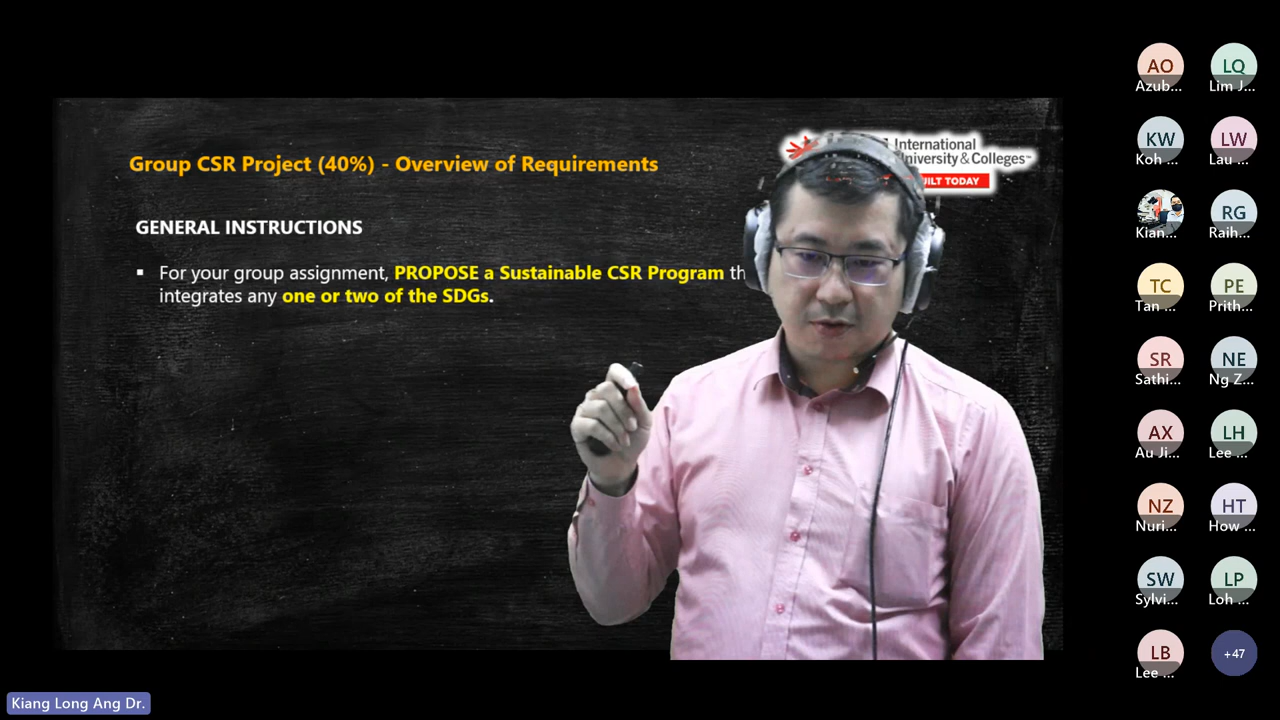 Group CSR Project (40%) - Overview of Requirements
International
University & Colleges
UILT TODAY
GENERAL INSTRUCTIONS
▪ For your group assignment, PROPOSE a Sustainable CSR Program th
integrates any one or two of the SDGs.
AO LQ
Azub... Lim J...
KW LW
Koh ... Lau ...
RG
Kian... Raih...
TC PE
Tan ... Prith...
SR NE
Sathi... Ng Z...
AX LH
Au Ji... Lee ...
NZ HT
Nuri... How ...
SW LP
Sylvi... Loh ...
LB +47
Lee ...
Kiang Long Ang Dr.